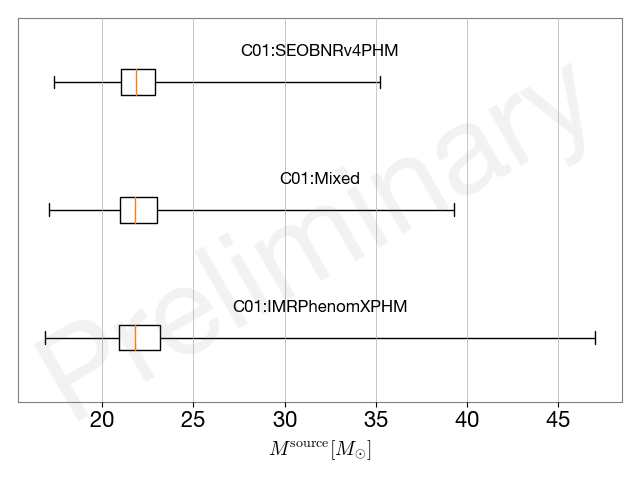 C01:SEOBNRv4PHM
C01:Mixed
C01:IMRPhenomXPHM
Preliminary
20 25 30 35 40 45
M^source [M_⊙]